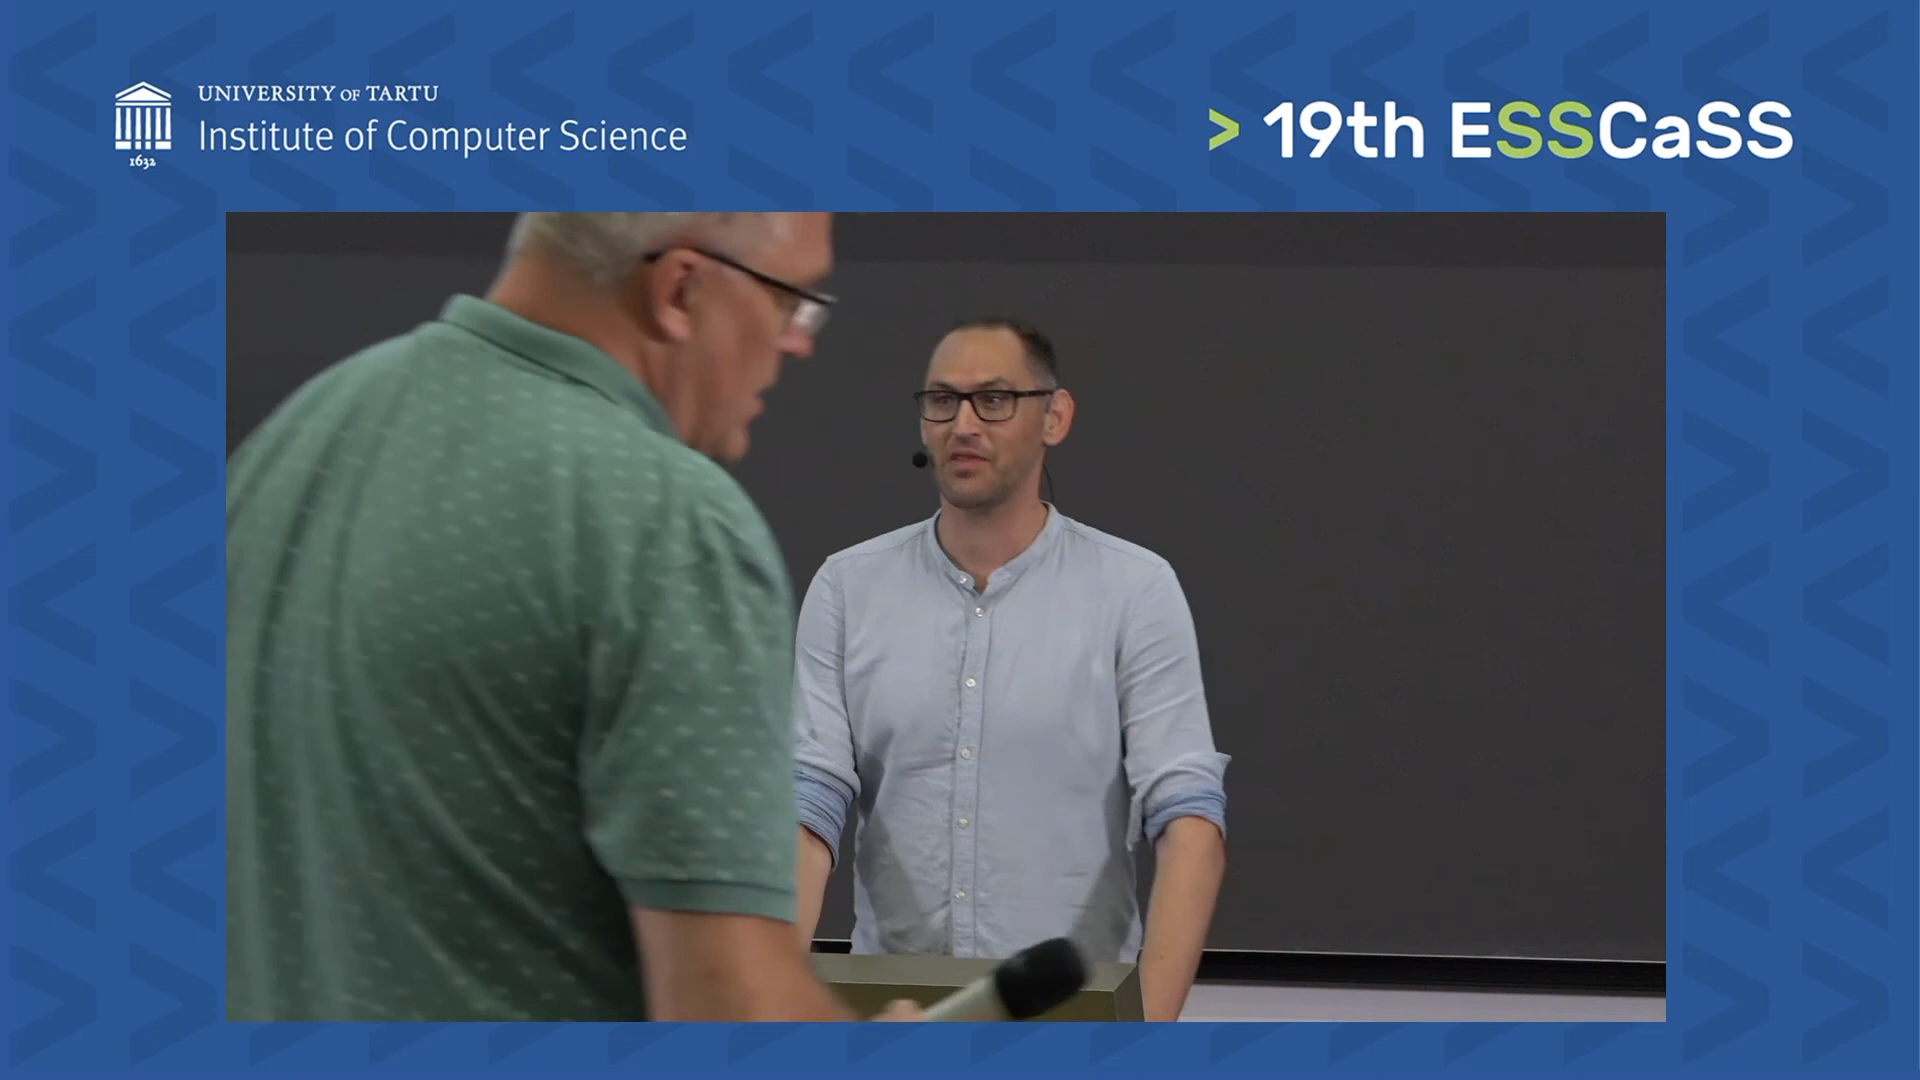 UNIVERSITY OF TARTU
Institute of Computer Science
1632
> 19th ESSCaSS